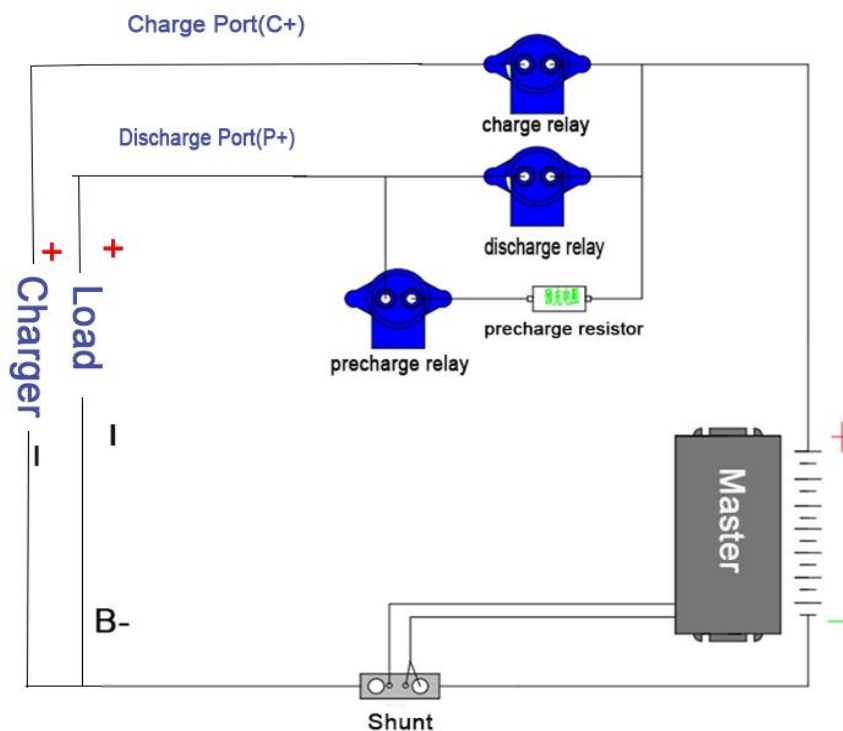 Charge Port(C+)
charge relay
Discharge Port(P+)
discharge relay
+
+
+
Charger
Load
precharge resistor
precharge relay
-
-
Master
B-
-
Shunt